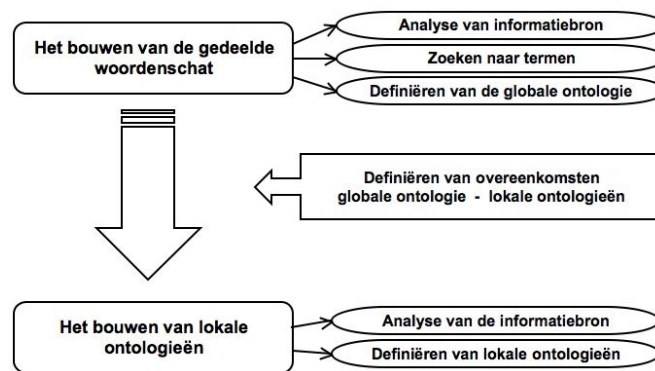 Het bouwen van de gedeelde
woordenschat
Analyse van informatiebron
Zoeken naar termen
Definiëren van de globale ontologie
Definiëren van overeenkomsten
globale ontologie - lokale ontologieën
Het bouwen van lokale
ontologieën
Analyse van de informatiebron
Definiëren van lokale ontologieën